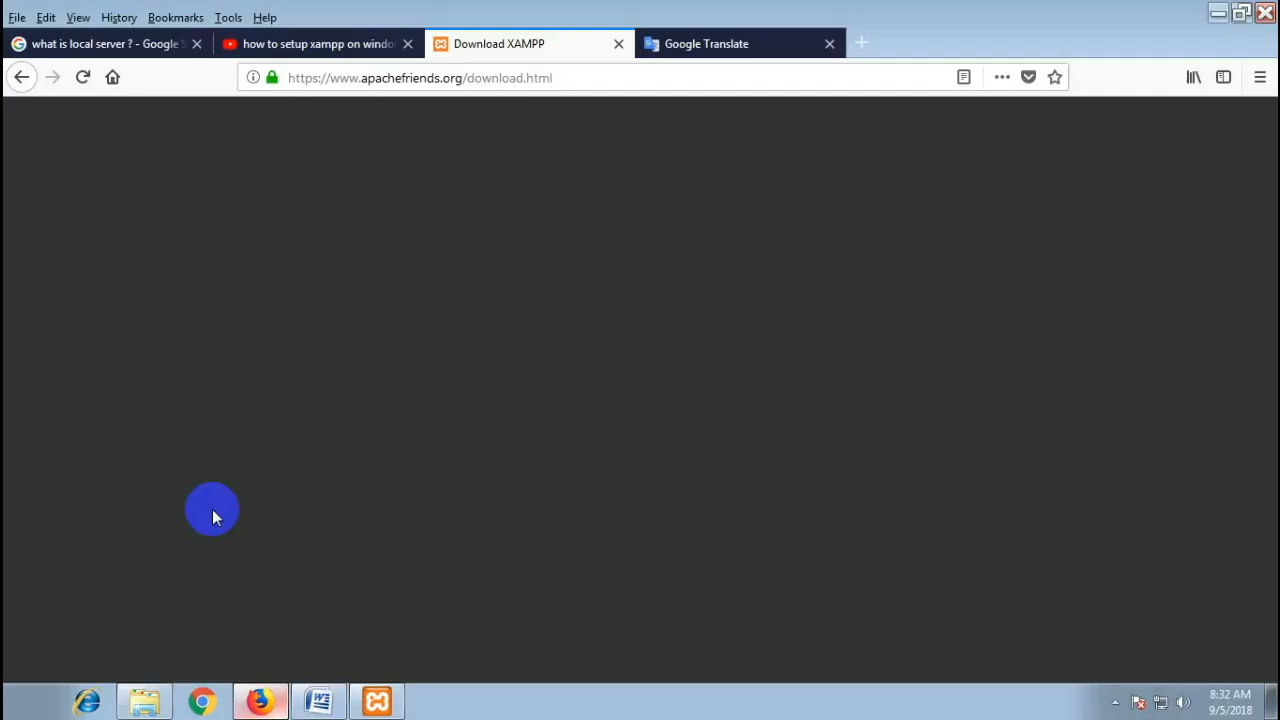 File Edit View History Bookmarks Tools Help
what is local server ? - Google S how to setup xampp on windo Download XAMPP Google Translate
https://www.apachefriends.org/download.html
8:32 AM
9/5/2018